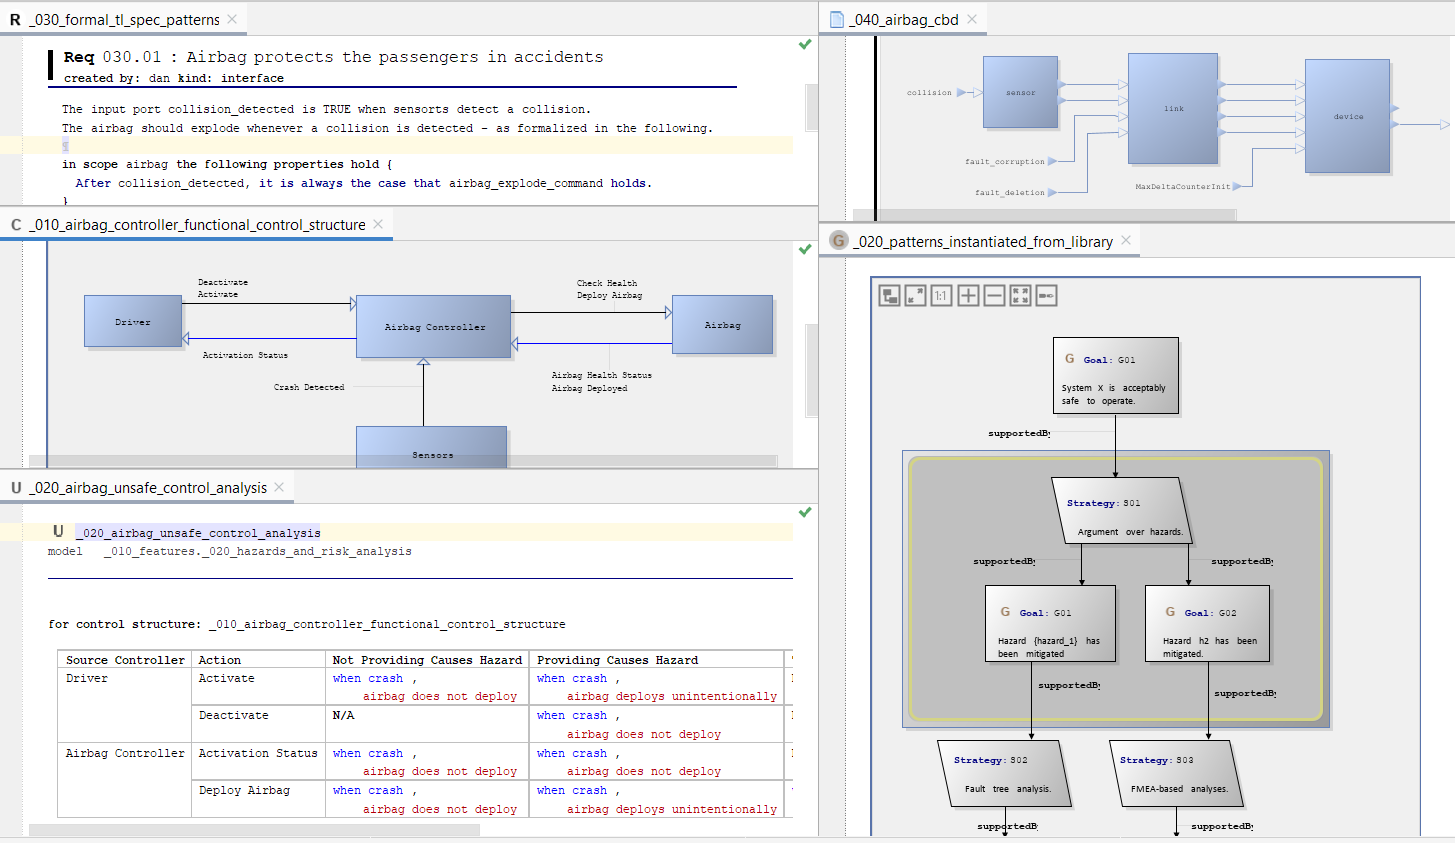 R _030_formal_tl_spec_patterns
Req 030.01 : Airbag protects the passengers in accidents
created by: dan kind: interface
The input port collision_detected is TRUE when sensorts detect a collision.
The airbag should explode whenever a collision is detected - as formalized in the following.
in scope airbag the following properties hold {
After collision_detected, it is always the case that airbag_explode_command holds.
}
C _010_airbag_controller_functional_control_structure
Deactivate
Activate
Check Health
Deploy Airbag
Driver
Airbag Controller
Airbag
Activation Status
Crash Detected
Airbag Health Status
Airbag Deployed
Sensors
U _020_airbag_unsafe_control_analysis
U _020_airbag_unsafe_control_analysis
model _010_features._020_hazards_and_risk_analysis
for control structure: _010_airbag_controller_functional_control_structure
Source Controller Action Not Providing Causes Hazard Providing Causes Hazard
Driver Activate when crash , when crash ,
airbag does not deploy airbag deploys unintentionally
Deactivate N/A when crash ,
airbag does not deploy
Airbag Controller Activation Status when crash , when crash ,
airbag does not deploy airbag does not deploy
Deploy Airbag when crash , when crash ,
airbag does not deploy airbag deploys unintentionally
_040_airbag_cbd
collision
sensor
link
device
fault_corruption
fault_deletion
MaxDeltaCounterInit
G _020_patterns_instantiated_from_library
1:1
G Goal: G01
System X is acceptably
safe to operate.
supportedBy
Strategy: S01
Argument over hazards.
supportedBy supportedBy
G Goal: G01
Hazard {hazard_1} has
been mitigated
G Goal: G02
Hazard h2 has been
mitigated.
supportedBy supportedBy
Strategy: S02
Fault tree analysis.
Strategy: S03
FMEA-based analyses.
supportedBy supportedBy